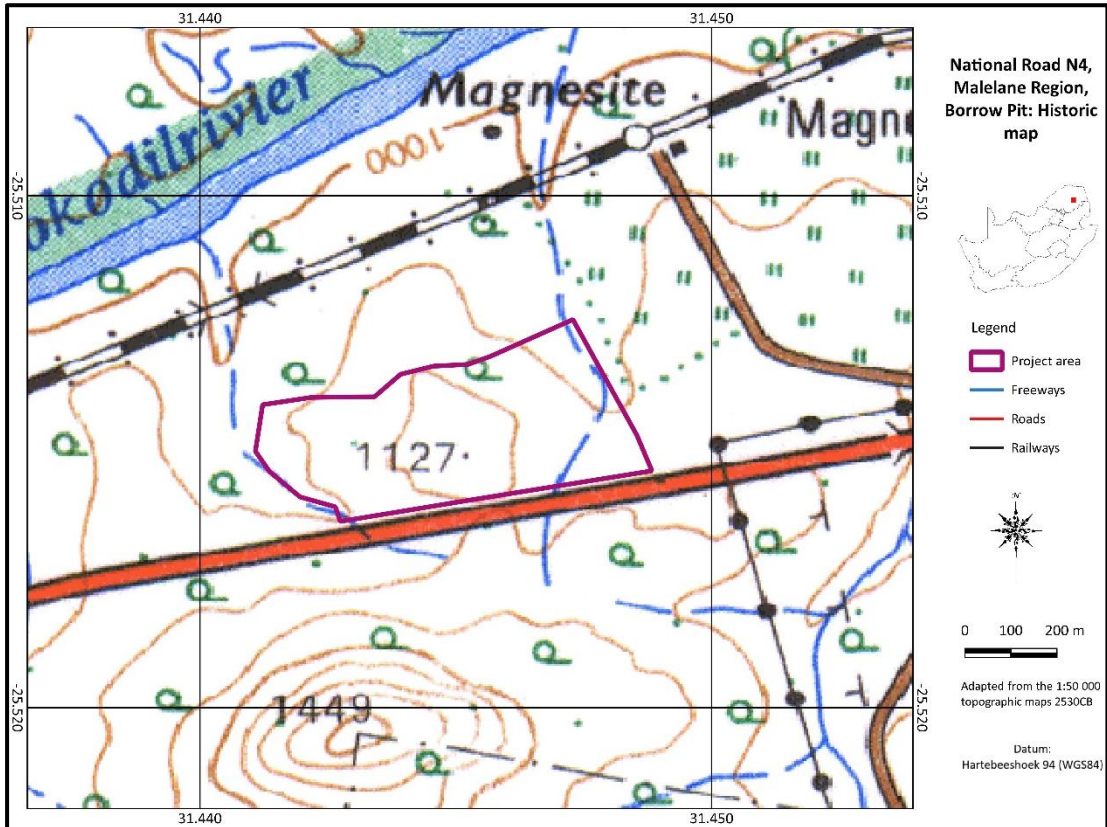 31.440
31.450
okodilrivier
Magnesite
Magne
1000
-25.510
-25.510
1127
1449
-25.520
-25.520
31.440
31.450
National Road N4,
Malelane Region,
Borrow Pit: Historic
map
Legend
Project area
Freeways
Roads
Railways
N
0 100 200 m
Adapted from the 1:50 000
topographic maps 2530CB
Datum:
Hartebeeshoek 94 (WGS84)